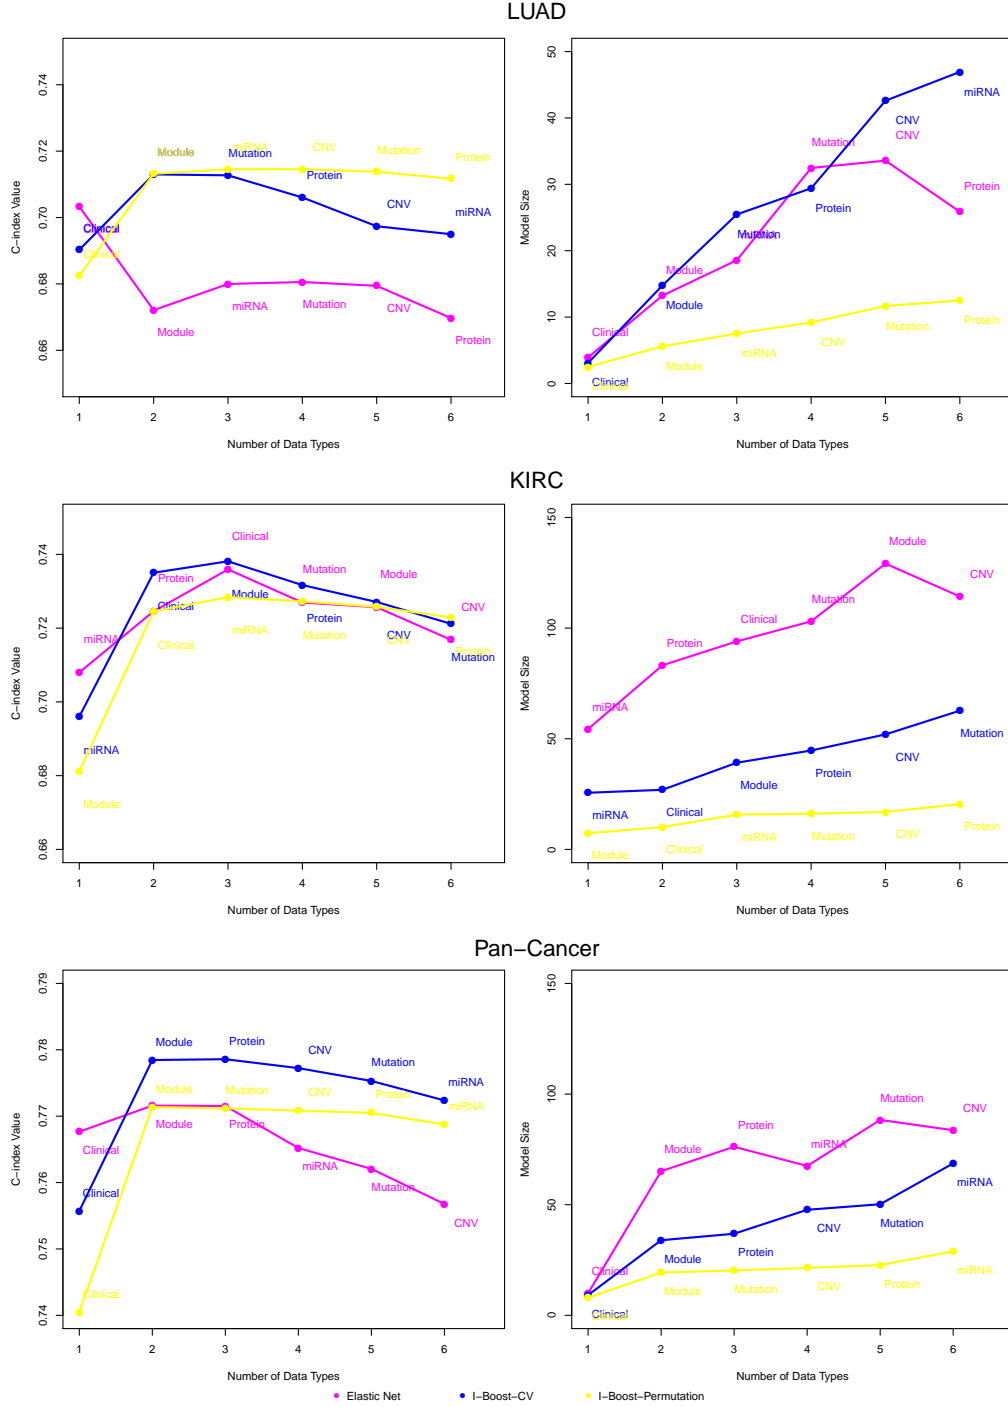 LUAD
C−index Value
0.66
0.68
0.70
0.72
0.74
Clinical
Module
miRNA
Mutation
CNV
Protein
Clinical
Module
Mutation
Protein
CNV
miRNA
Clinical
Module
miRNA
CNV
Mutation
Protein
1 2 3 4 5 6
Number of Data Types
Model Size
0
10
20
30
40
50
Clinical
Module
miRNA
Mutation
CNV
Protein
Clinical
Module
Mutation
Protein
CNV
miRNA
Clinical
Module
miRNA
CNV
Mutation
Protein
1 2 3 4 5 6
Number of Data Types
KIRC
C−index Value
0.66
0.68
0.70
0.72
0.74
miRNA
Protein
Clinical
Mutation
Module
CNV
miRNA
Clinical
Module
Protein
CNV
Mutation
Module
Clinical
miRNA
Mutation
CNV
Protein
1 2 3 4 5 6
Number of Data Types
Model Size
0
50
100
150
miRNA
Protein
Clinical
Mutation
Module
CNV
miRNA
Clinical
Module
Protein
CNV
Mutation
Module
Clinical
miRNA
Mutation
CNV
Protein
1 2 3 4 5 6
Number of Data Types
Pan−Cancer
C−index Value
0.74
0.75
0.76
0.77
0.78
0.79
Clinical
Module
Protein
miRNA
Mutation
CNV
Clinical
Module
Protein
CNV
Mutation
miRNA
Clinical
Module
Mutation
CNV
Protein
miRNA
1 2 3 4 5 6
Number of Data Types
Model Size
0
50
100
150
Clinical
Module
Protein
miRNA
Mutation
CNV
Clinical
Module
Protein
CNV
Mutation
miRNA
Clinical
Module
Mutation
CNV
Protein
miRNA
1 2 3 4 5 6
Number of Data Types
Elastic Net I−Boost−CV I−Boost−Permutation